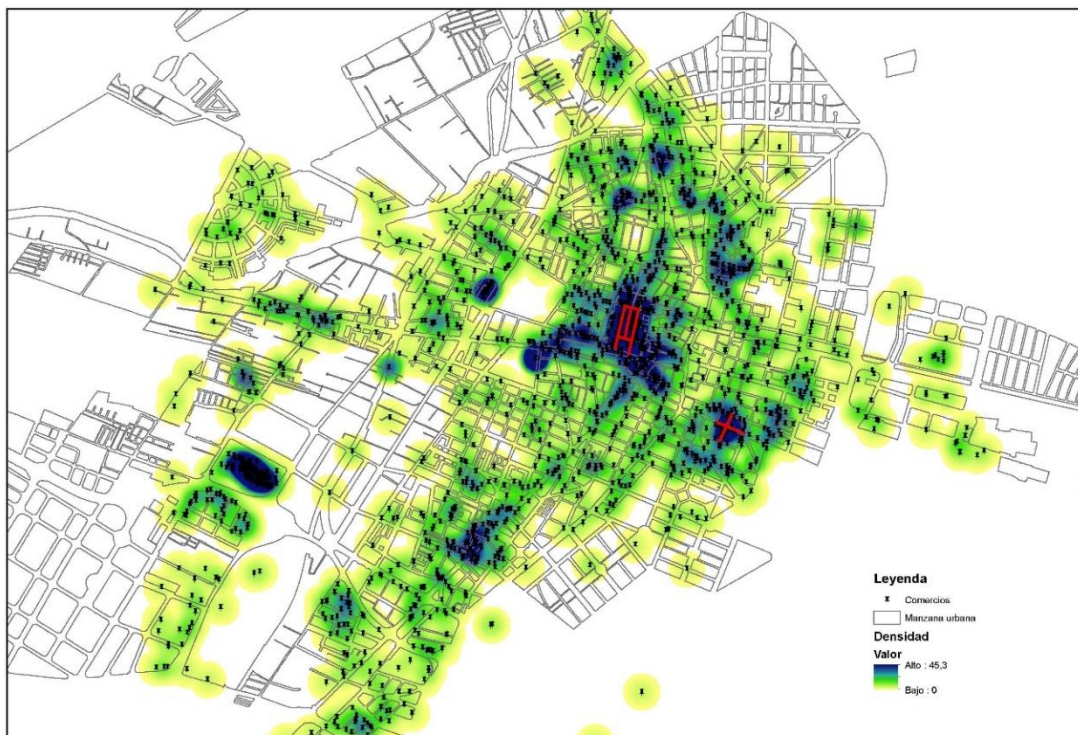 Leyenda
Comercios
Manzana urbana
Densidad
Valor
Alto : 45,3
Bajo : 0